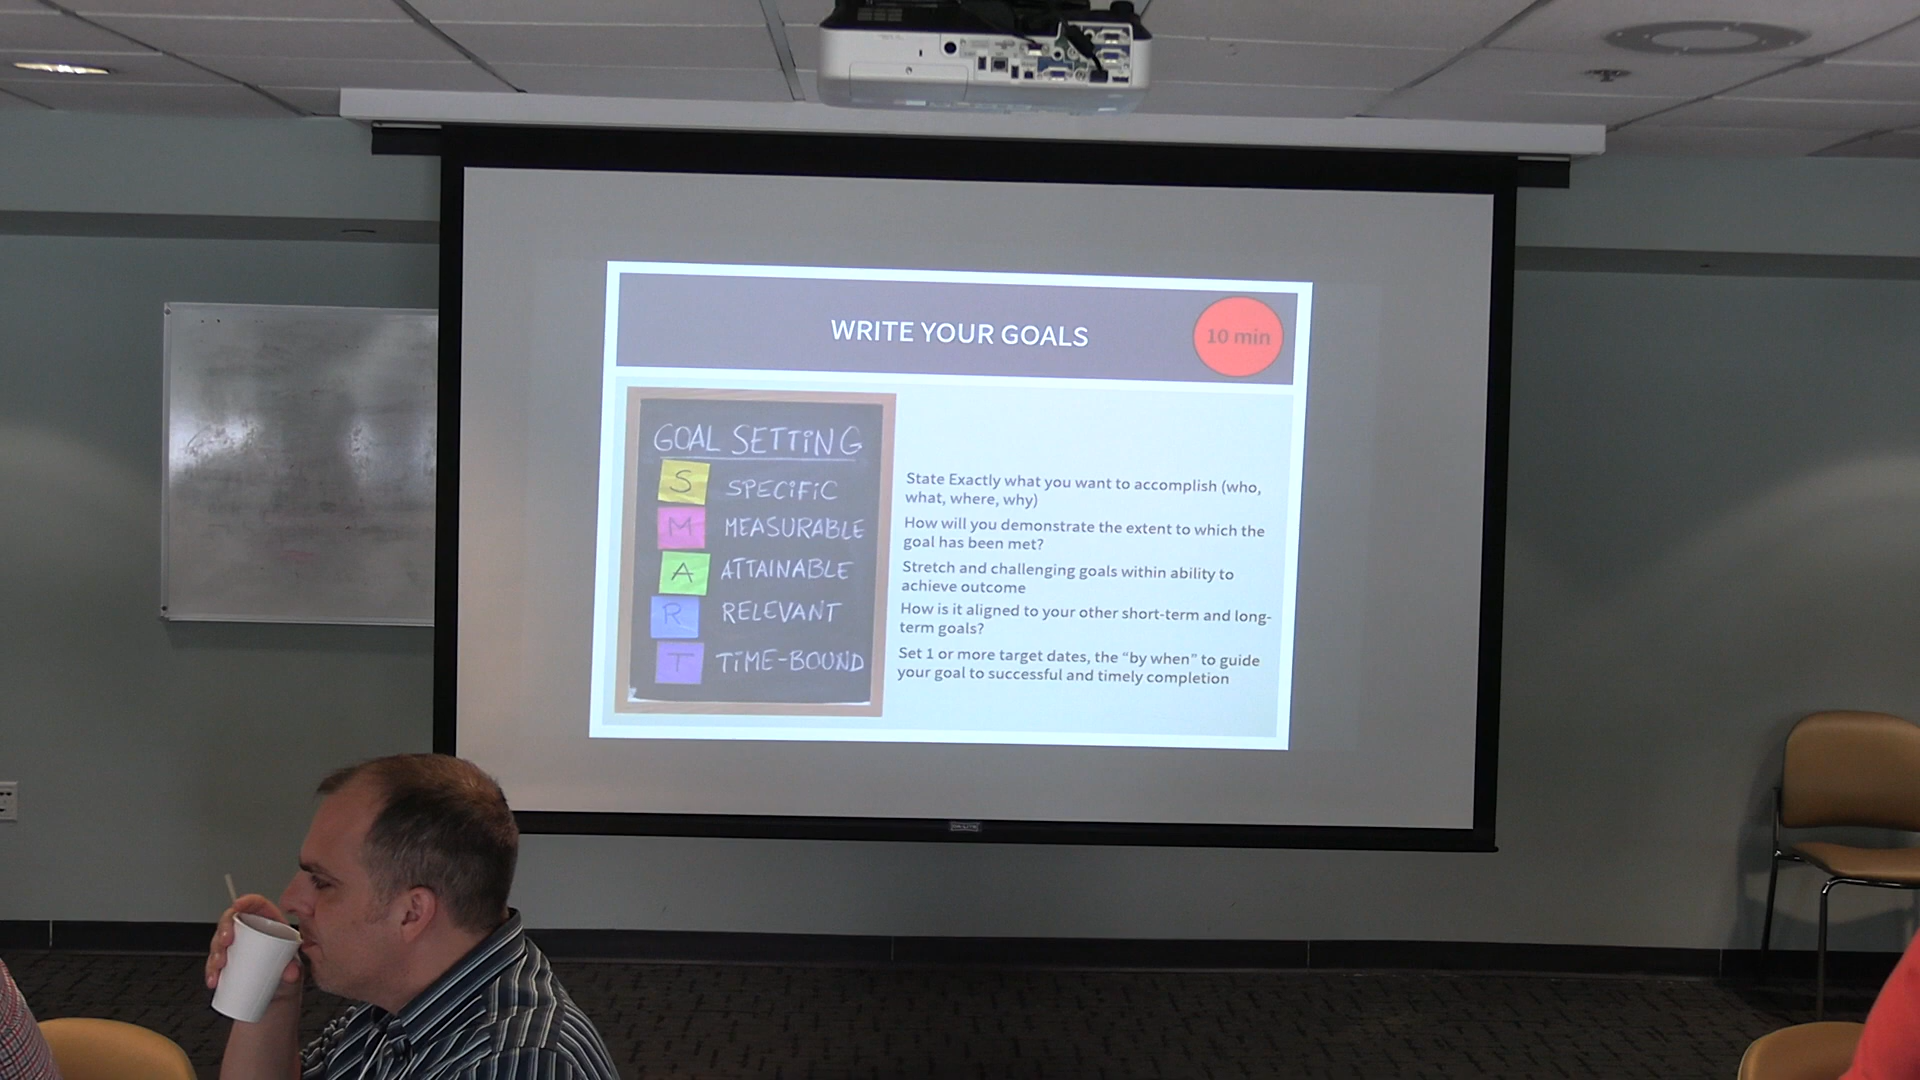 WRITE YOUR GOALS
10 min
GOAL SETTING
S SPECIFIC
State Exactly what you want to accomplish (who,
what, where, why)
M MEASURABLE
How will you demonstrate the extent to which the
goal has been met?
A ATTAINABLE
Stretch and challenging goals within ability to
achieve outcome
R RELEVANT
How is it aligned to your other short-term and long-
term goals?
T TIME-BOUND
Set 1 or more target dates, the “by when” to guide
your goal to successful and timely completion